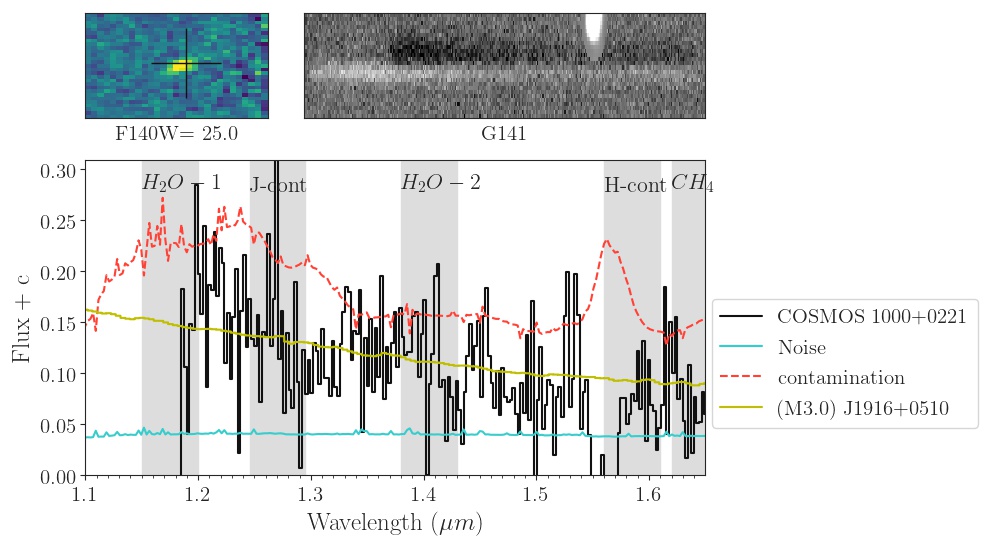 F140W= 25.0
G141
H₂O − 1
J-cont
H₂O − 2
H-cont
CH₄
0.30
0.25
0.20
0.15
0.10
0.05
0.00
Flux + c
1.1
1.2
1.3
1.4
1.5
1.6
Wavelength (μm)
COSMOS 1000+0221
Noise
contamination
(M3.0) J1916+0510